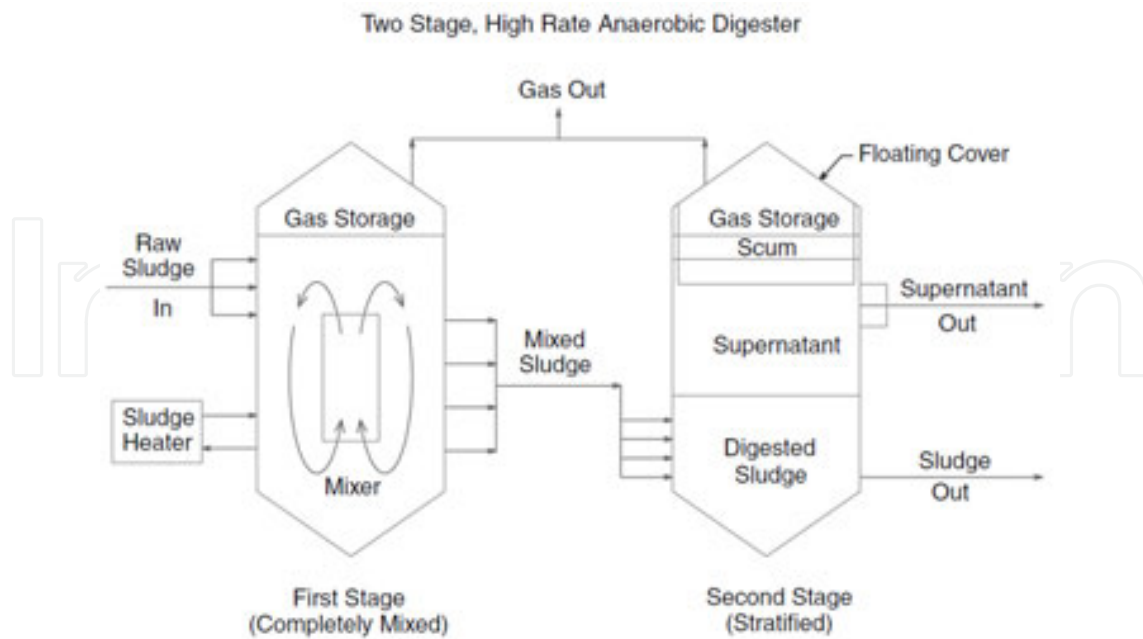 Two Stage, High Rate Anaerobic Digester
Gas Out
Floating Cover
Gas Storage
Gas Storage
Scum
Raw
Sludge
In
Supernatant
Out
Mixed
Sludge
Supernatant
Sludge
Heater
Digested
Sludge
Sludge
Out
Mixer
First Stage
(Completely Mixed)
Second Stage
(Stratified)